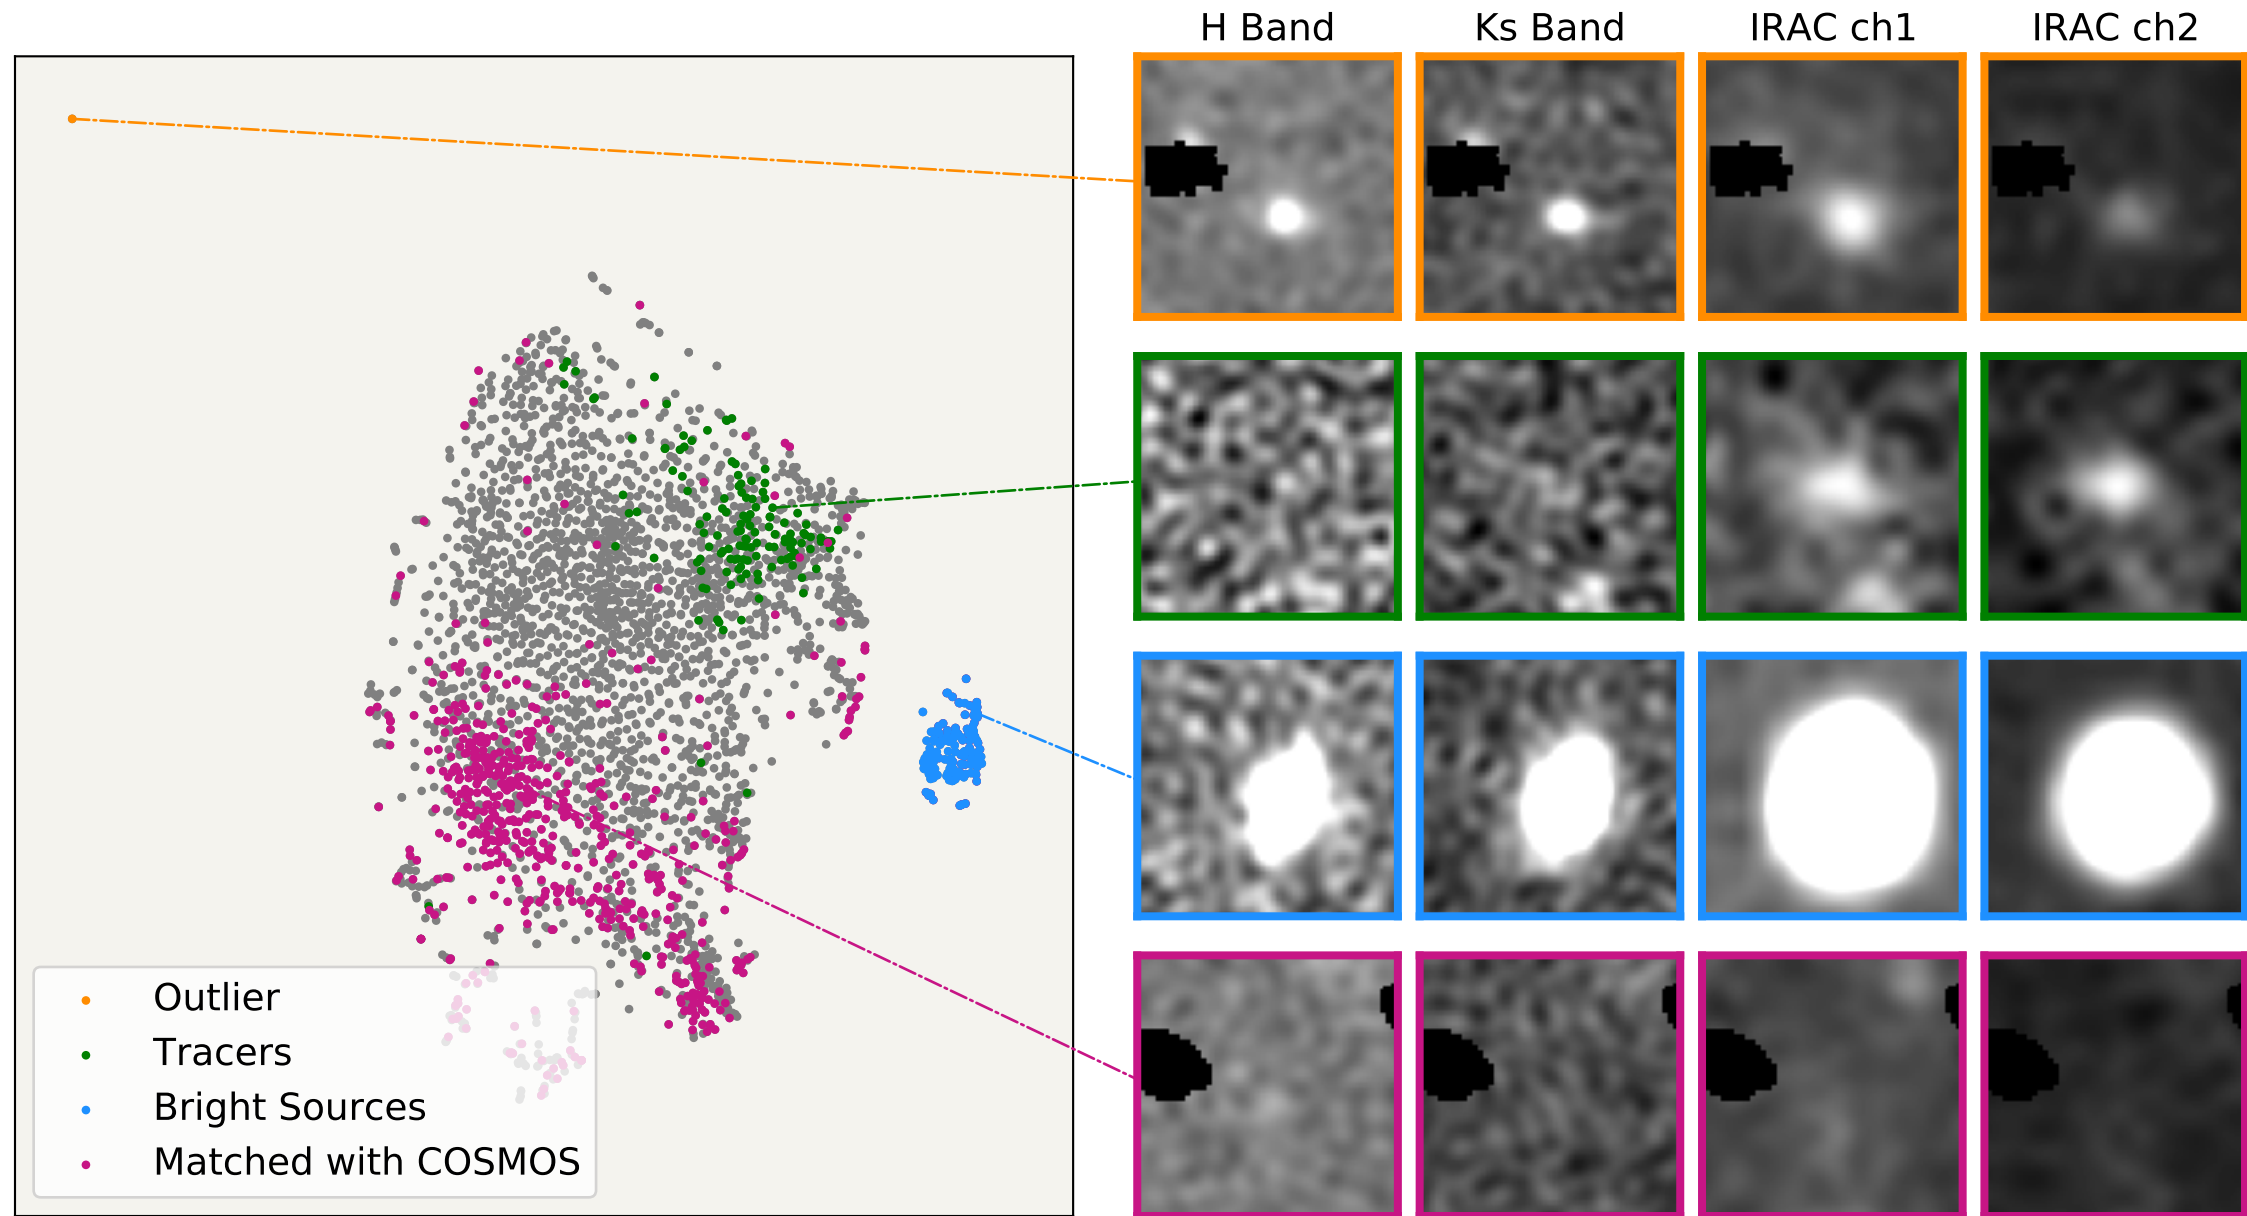 H Band
Ks Band
IRAC ch1
IRAC ch2
Outlier
Tracers
Bright Sources
Matched with COSMOS